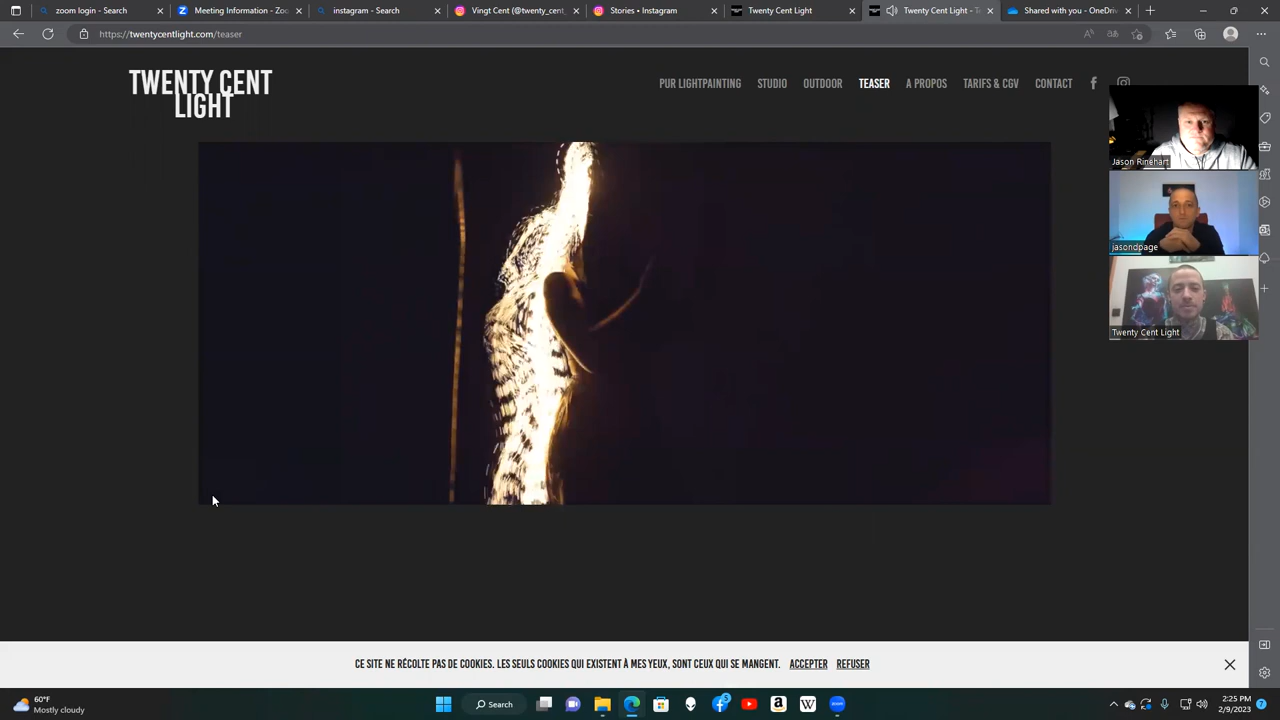 zoom login - Search
Meeting Information - Zoo
instagram - Search
Vingt Cent (@twenty_cent_
Stories • Instagram
Twenty Cent Light
Twenty Cent Light - T
Shared with you - OneDriv
https://twentycentlight.com/teaser
TWENTY CENT
LIGHT
PUR LIGHTPAINTING
STUDIO
OUTDOOR
TEASER
A PROPOS
TARIFS & CGV
CONTACT
Jason Rinehart
jasondpage
Twenty Cent Light
CE SITE NE RÉCOLTE PAS DE COOKIES. LES SEULS COOKIES QUI EXISTENT À MES YEUX, SONT CEUX QUI SE MANGENT.
ACCEPTER
REFUSER
60°F
Mostly cloudy
Search
2:25 PM
2/9/2023